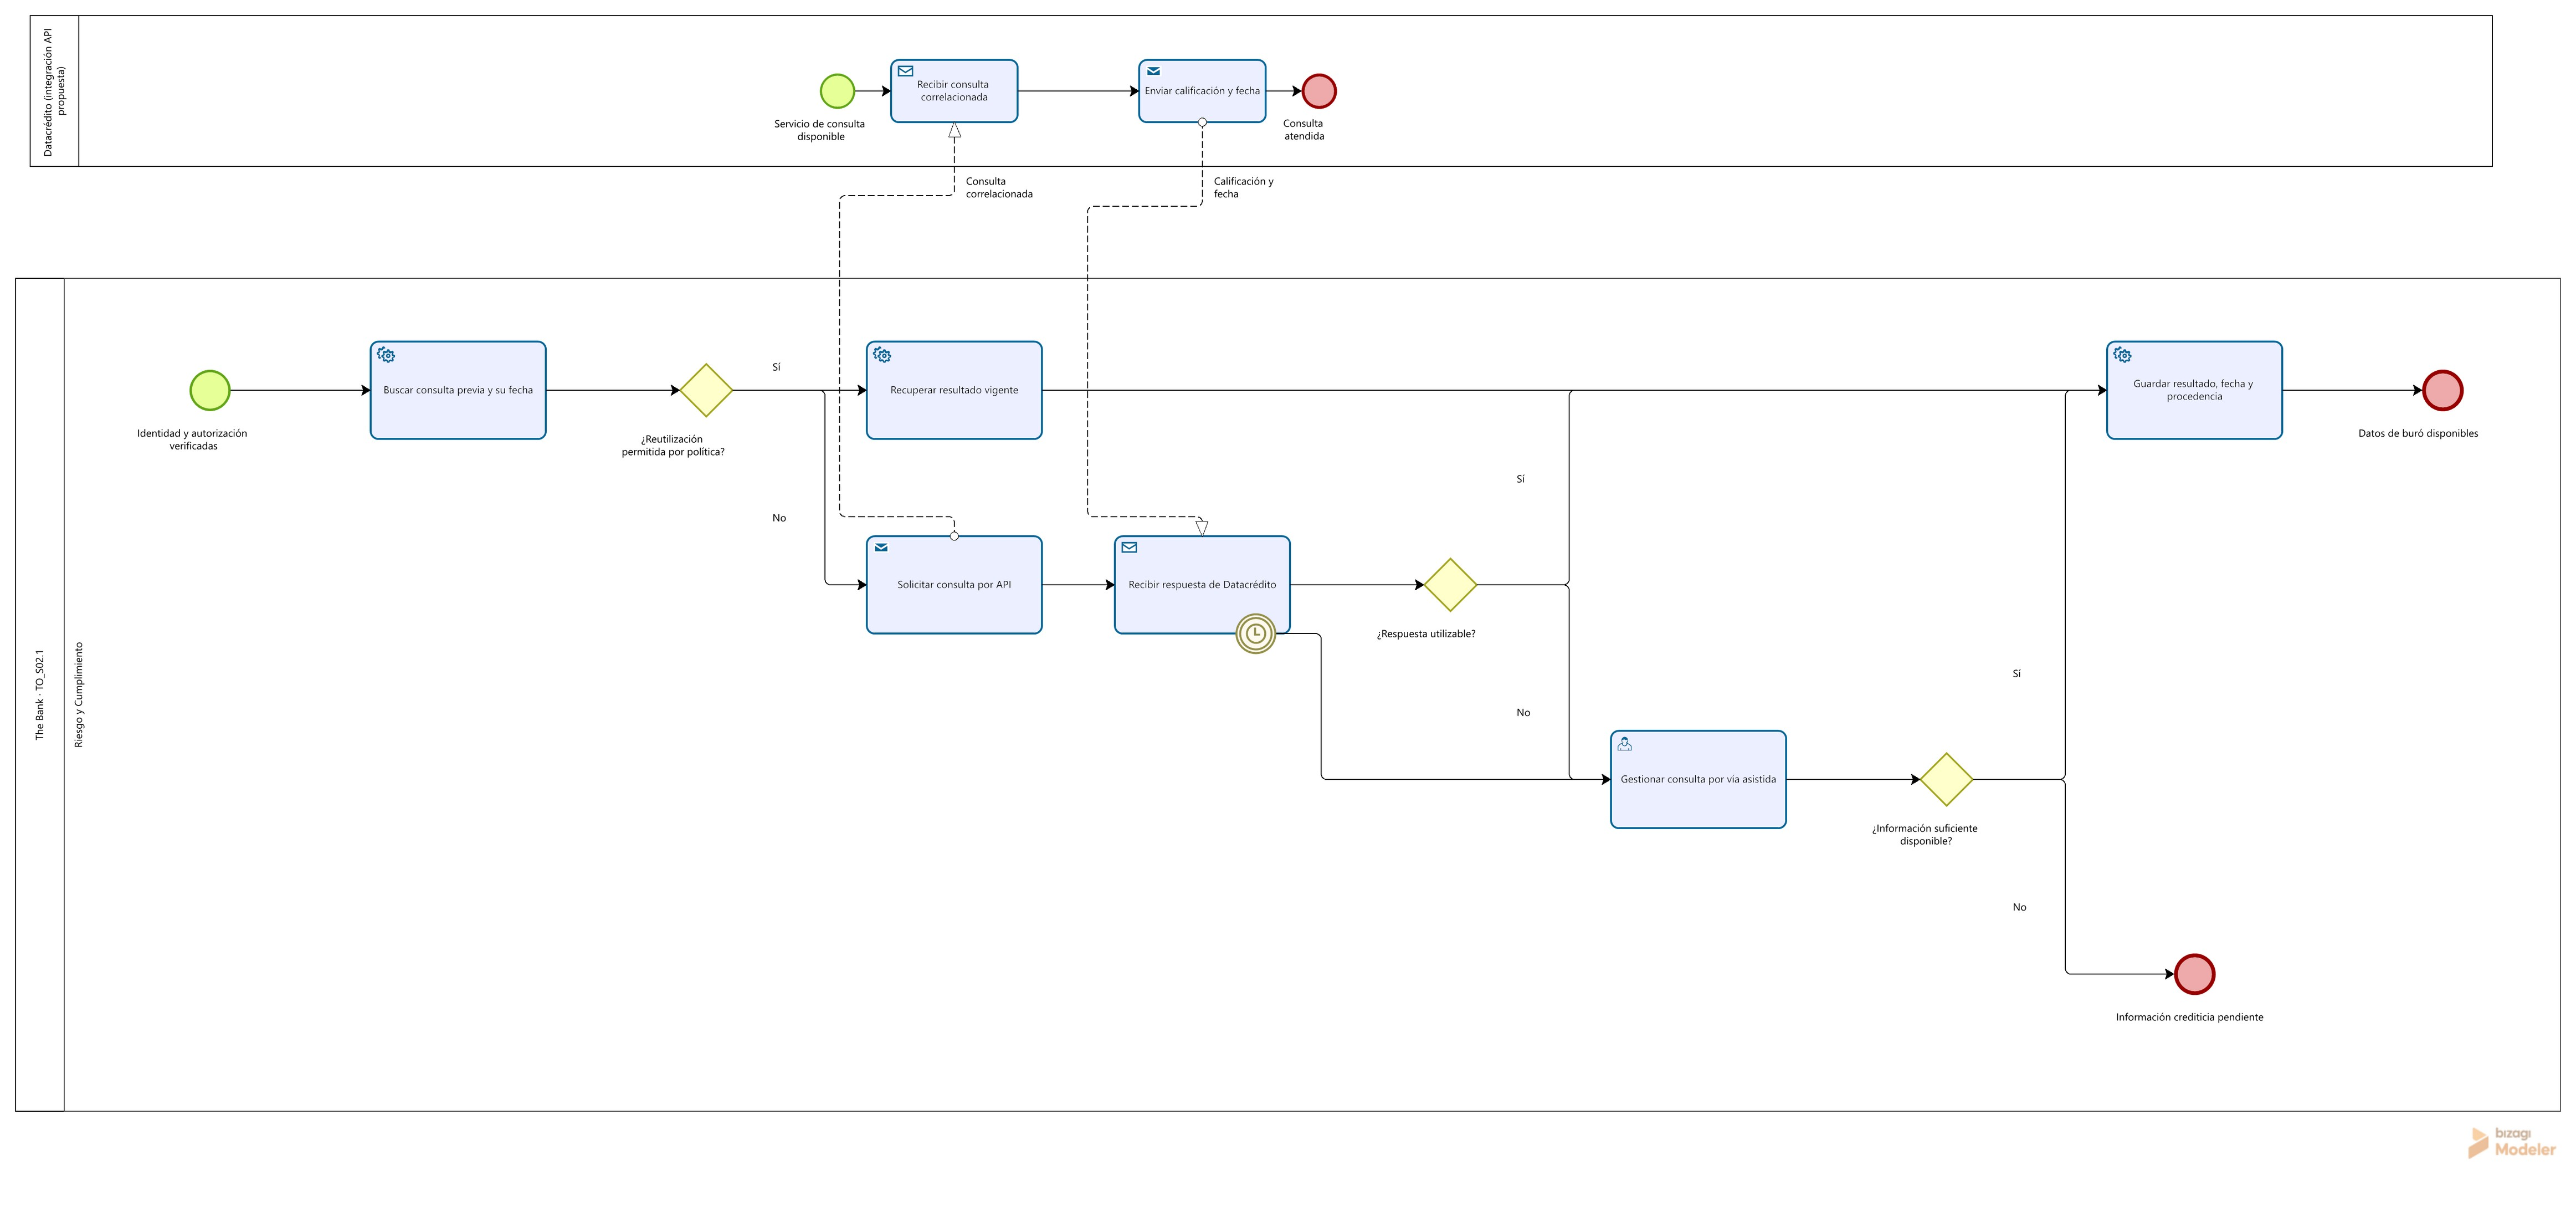 Datacrédito (integración API
propuesta)
Recibir consulta
correlacionada
Enviar calificación y fecha
Servicio de consulta
disponible
Consulta
atendida
Consulta
correlacionada
Calificación y
fecha
The Bank · TO_S02.1
Riesgo y Cumplimiento
Identidad y autorización
verificadas
Buscar consulta previa y su fecha
¿Reutilización
permitida por política?
Sí
No
Recuperar resultado vigente
Solicitar consulta por API
Recibir respuesta de Datacrédito
¿Respuesta utilizable?
Sí
No
Gestionar consulta por vía asistida
¿Información suficiente
disponible?
Sí
No
Guardar resultado, fecha y
procedencia
Datos de buró disponibles
Información crediticia pendiente
bizagi
Modeler